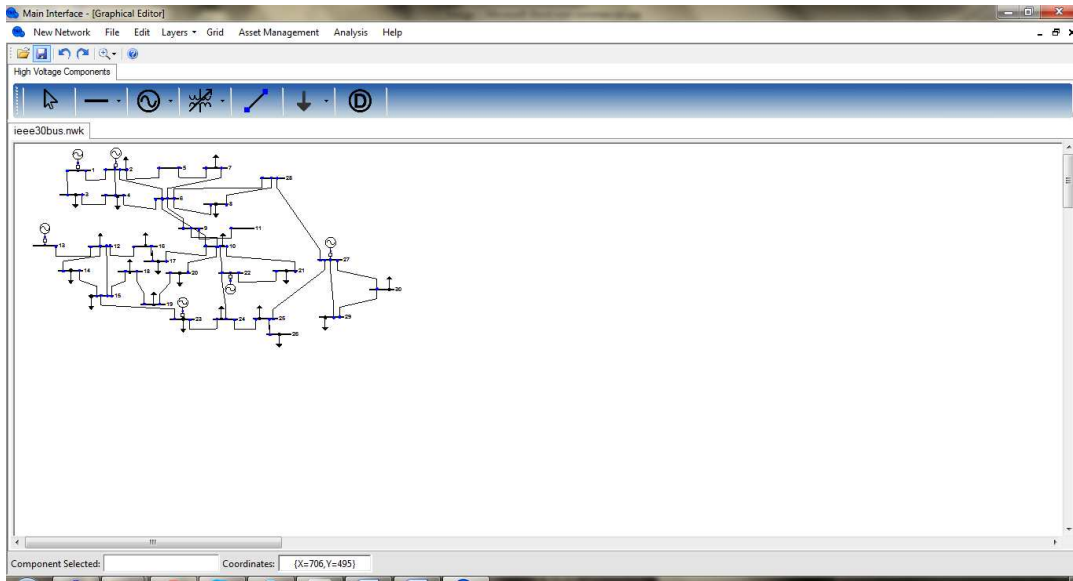 Main Interface - [Graphical Editor]
New Network File Edit Layers Grid Asset Management Analysis Help
High Voltage Components
D
ieee30bus.nwk
1 2 5 7
28
3 4 6 8
9 11
13 12 16 10 27
14 18 17 20 22 21
15 19 30
23 24 25 29
26
Component Selected: Coordinates: {X=706,Y=495}